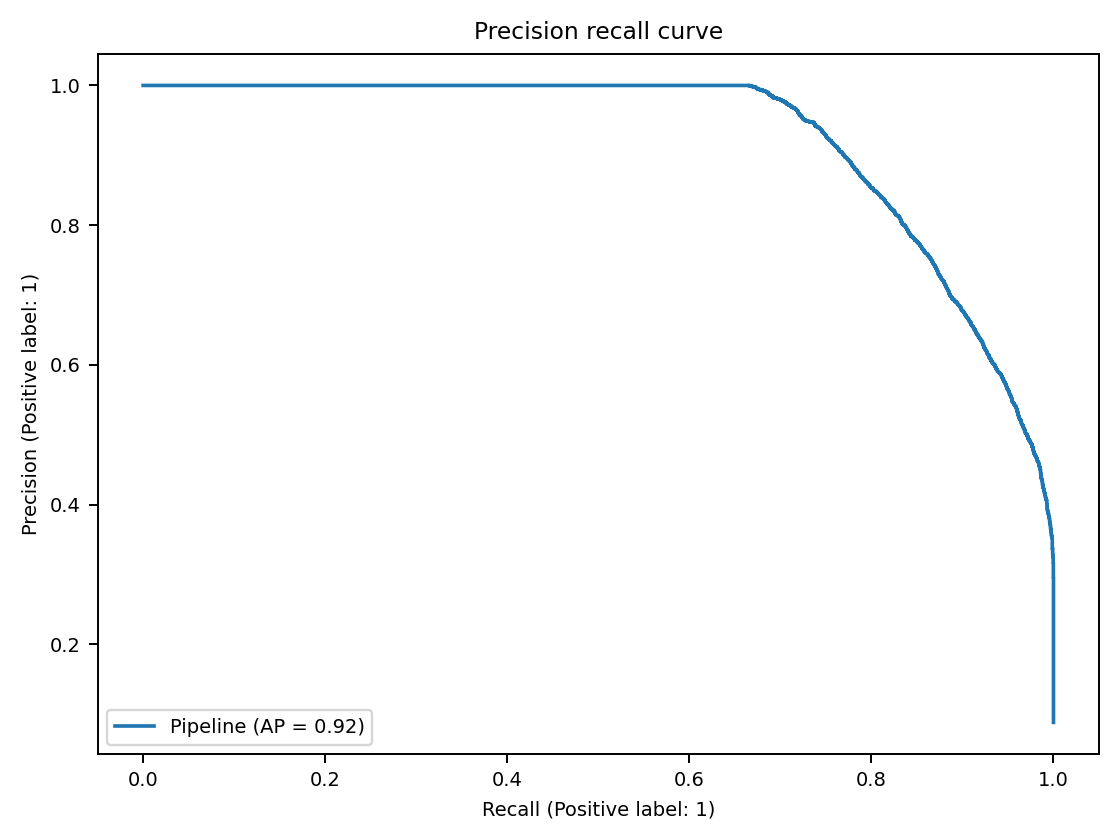 Precision recall curve
1.0
0.8
0.6
0.4
0.2
Precision (Positive label: 1)
Pipeline (AP = 0.92)
0.0 0.2 0.4 0.6 0.8 1.0
Recall (Positive label: 1)